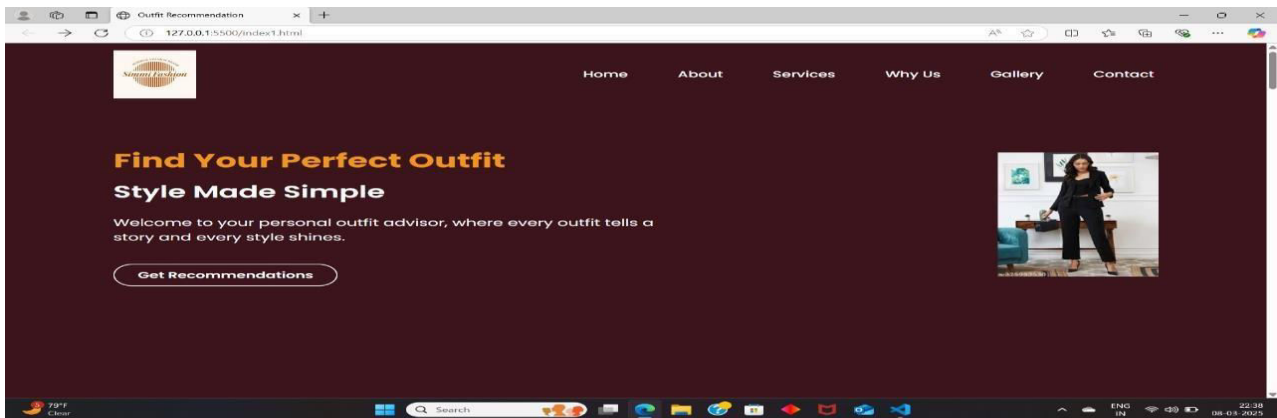 Outfit Recommendation
127.0.0.1:5500/index1.html
Simmi Fashion
Home About Services Why Us Gallery Contact
Find Your Perfect Outfit
Style Made Simple
Welcome to your personal outfit advisor, where every outfit tells a
story and every style shines.
Get Recommendations
79°F
Clear
Search
ENG
IN
22:38
08-03-2025